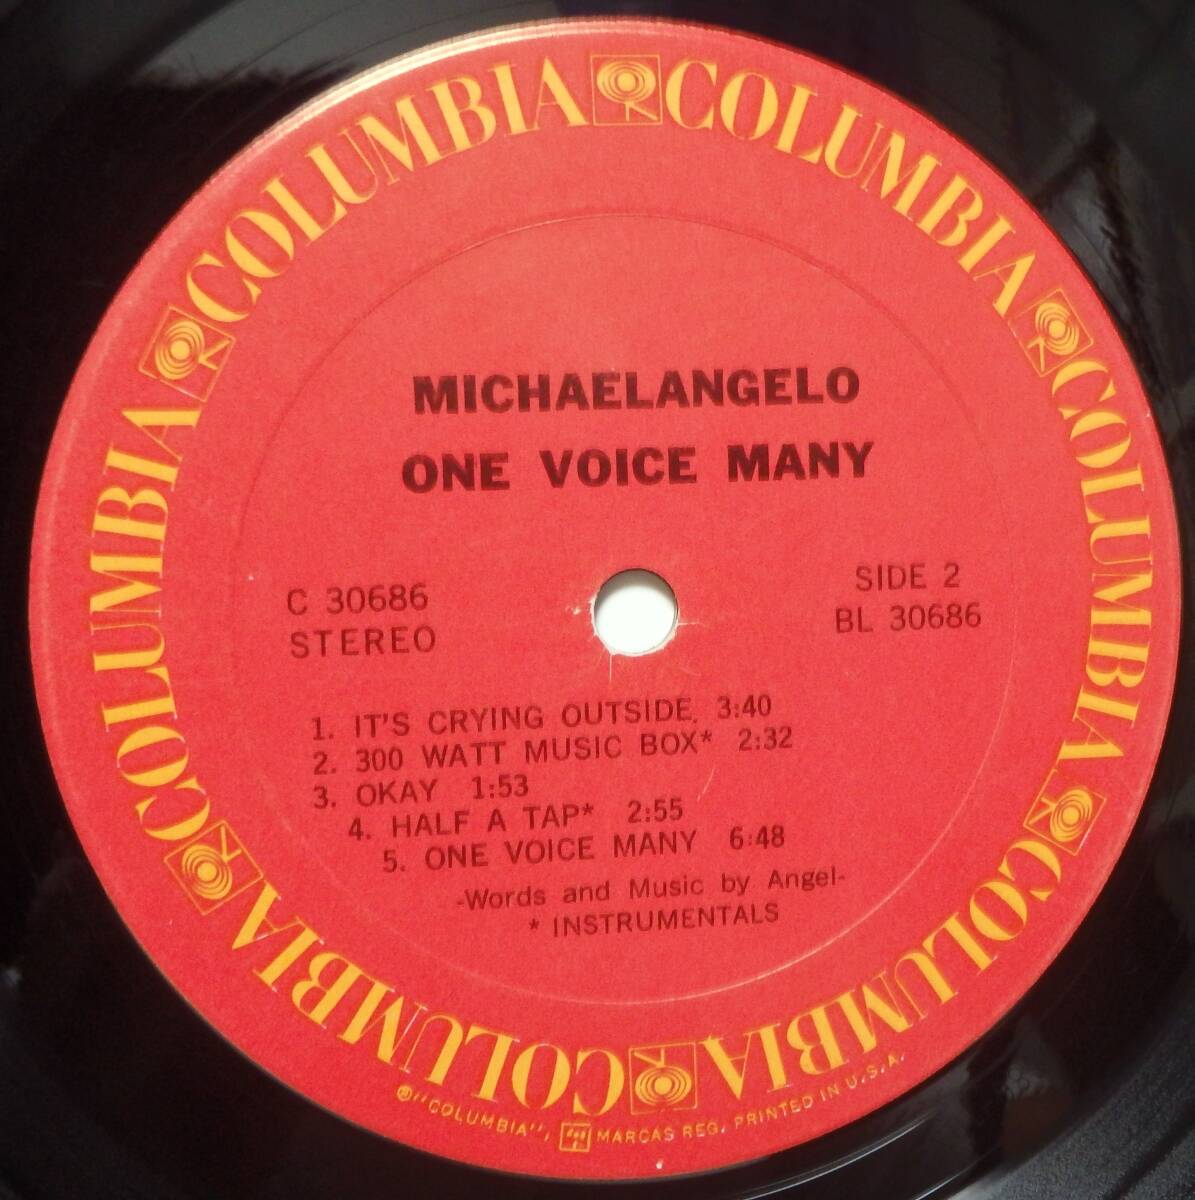 COLUMBIA COLUMBIA COLUMBIA COLUMBIA COLUMBIA COLUMBIA COLUMBIA
MICHAELANGELO
ONE VOICE MANY
C 30686
STEREO
SIDE 2
BL 30686
1. IT'S CRYING OUTSIDE 3:40
2. 300 WATT MUSIC BOX* 2:32
3. OKAY 1:53
4. HALF A TAP* 2:55
5. ONE VOICE MANY 6:48
-Words and Music by Angel-
* INSTRUMENTALS
®"COLUMBIA", MARCAS REG. PRINTED IN U.S.A.